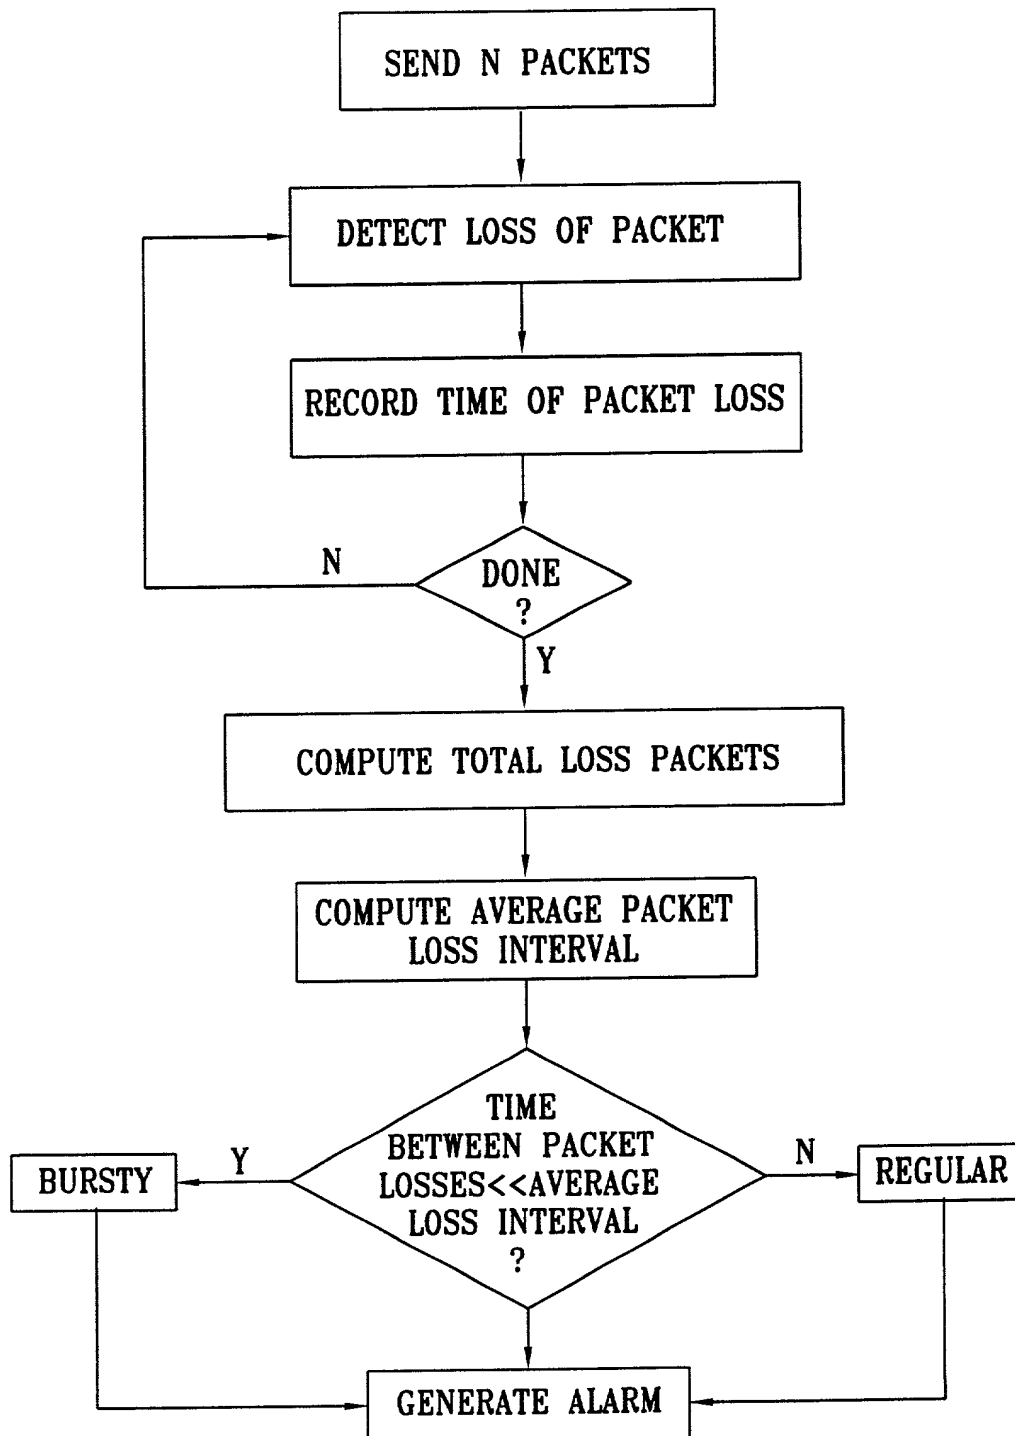 SEND N PACKETS
DETECT LOSS OF PACKET
RECORD TIME OF PACKET LOSS
N
DONE
?
Y
COMPUTE TOTAL LOSS PACKETS
COMPUTE AVERAGE PACKET
LOSS INTERVAL
TIME
BETWEEN PACKET
LOSSES<<AVERAGE
LOSS INTERVAL
?
Y
N
BURSTY
REGULAR
GENERATE ALARM